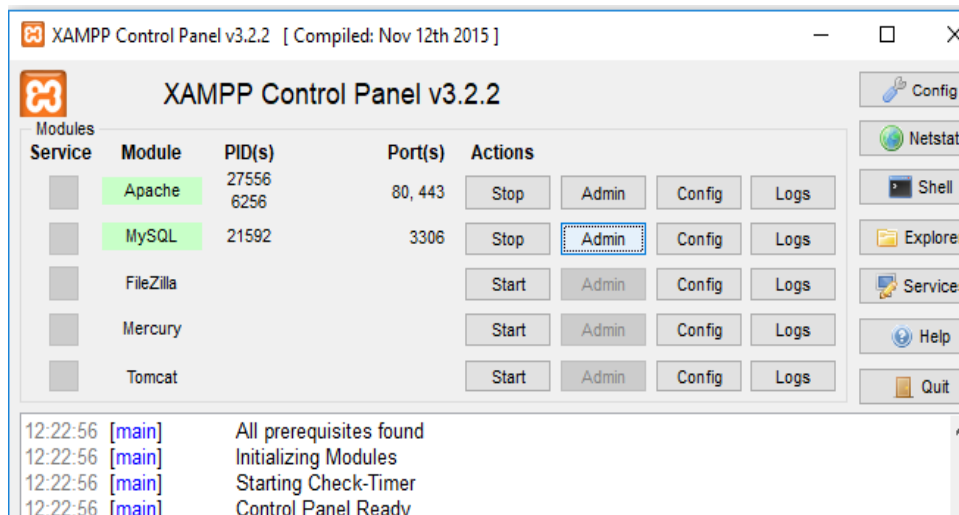 XAMPP Control Panel v3.2.2 [ Compiled: Nov 12th 2015 ]
XAMPP Control Panel v3.2.2
Config
Netstat
Shell
Explore
Service
Help
Quit
Modules
Service Module PID(s) Port(s) Actions
Apache 27556 6256 80, 443 Stop Admin Config Logs
MySQL 21592 3306 Stop Admin Config Logs
FileZilla Start Admin Config Logs
Mercury Start Admin Config Logs
Tomcat Start Admin Config Logs
12:22:56 [main] All prerequisites found
12:22:56 [main] Initializing Modules
12:22:56 [main] Starting Check-Timer
12:22:56 [main] Control Panel Ready